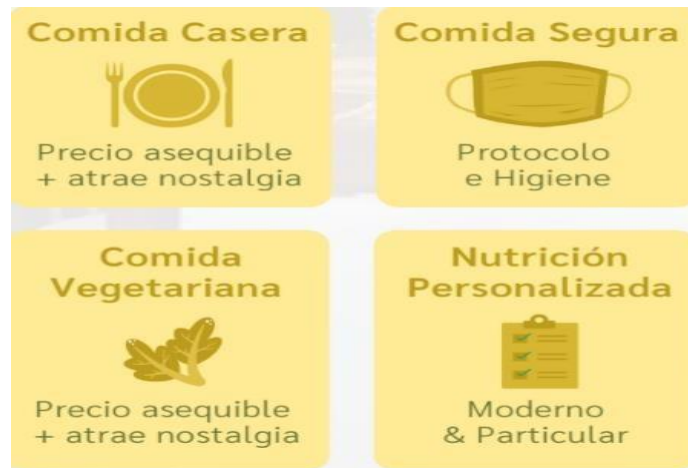 Comida Casera
Precio asequible
+ atrae nostalgia
Comida Segura
Protocolo
e Higiene
Comida
Vegetariana
Precio asequible
+ atrae nostalgia
Nutrición
Personalizada
Moderno
& Particular